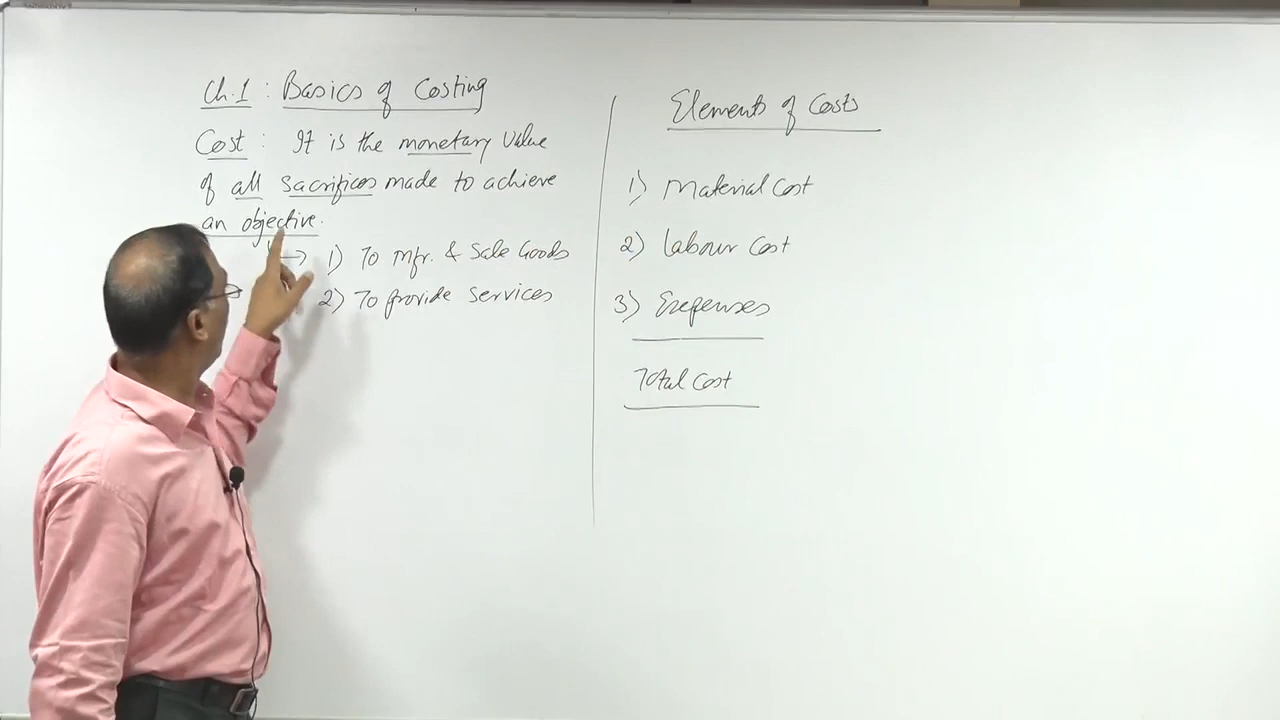 Ch.1 : Basics of Costing
Cost : It is the monetary value
of all sacrifices made to achieve
an objective.
→ 1) To Mfr. & Sale Goods
2) To provide services
Elements of Costs
1) Material Cost
2) Labour Cost
3) Expenses
Total Cost